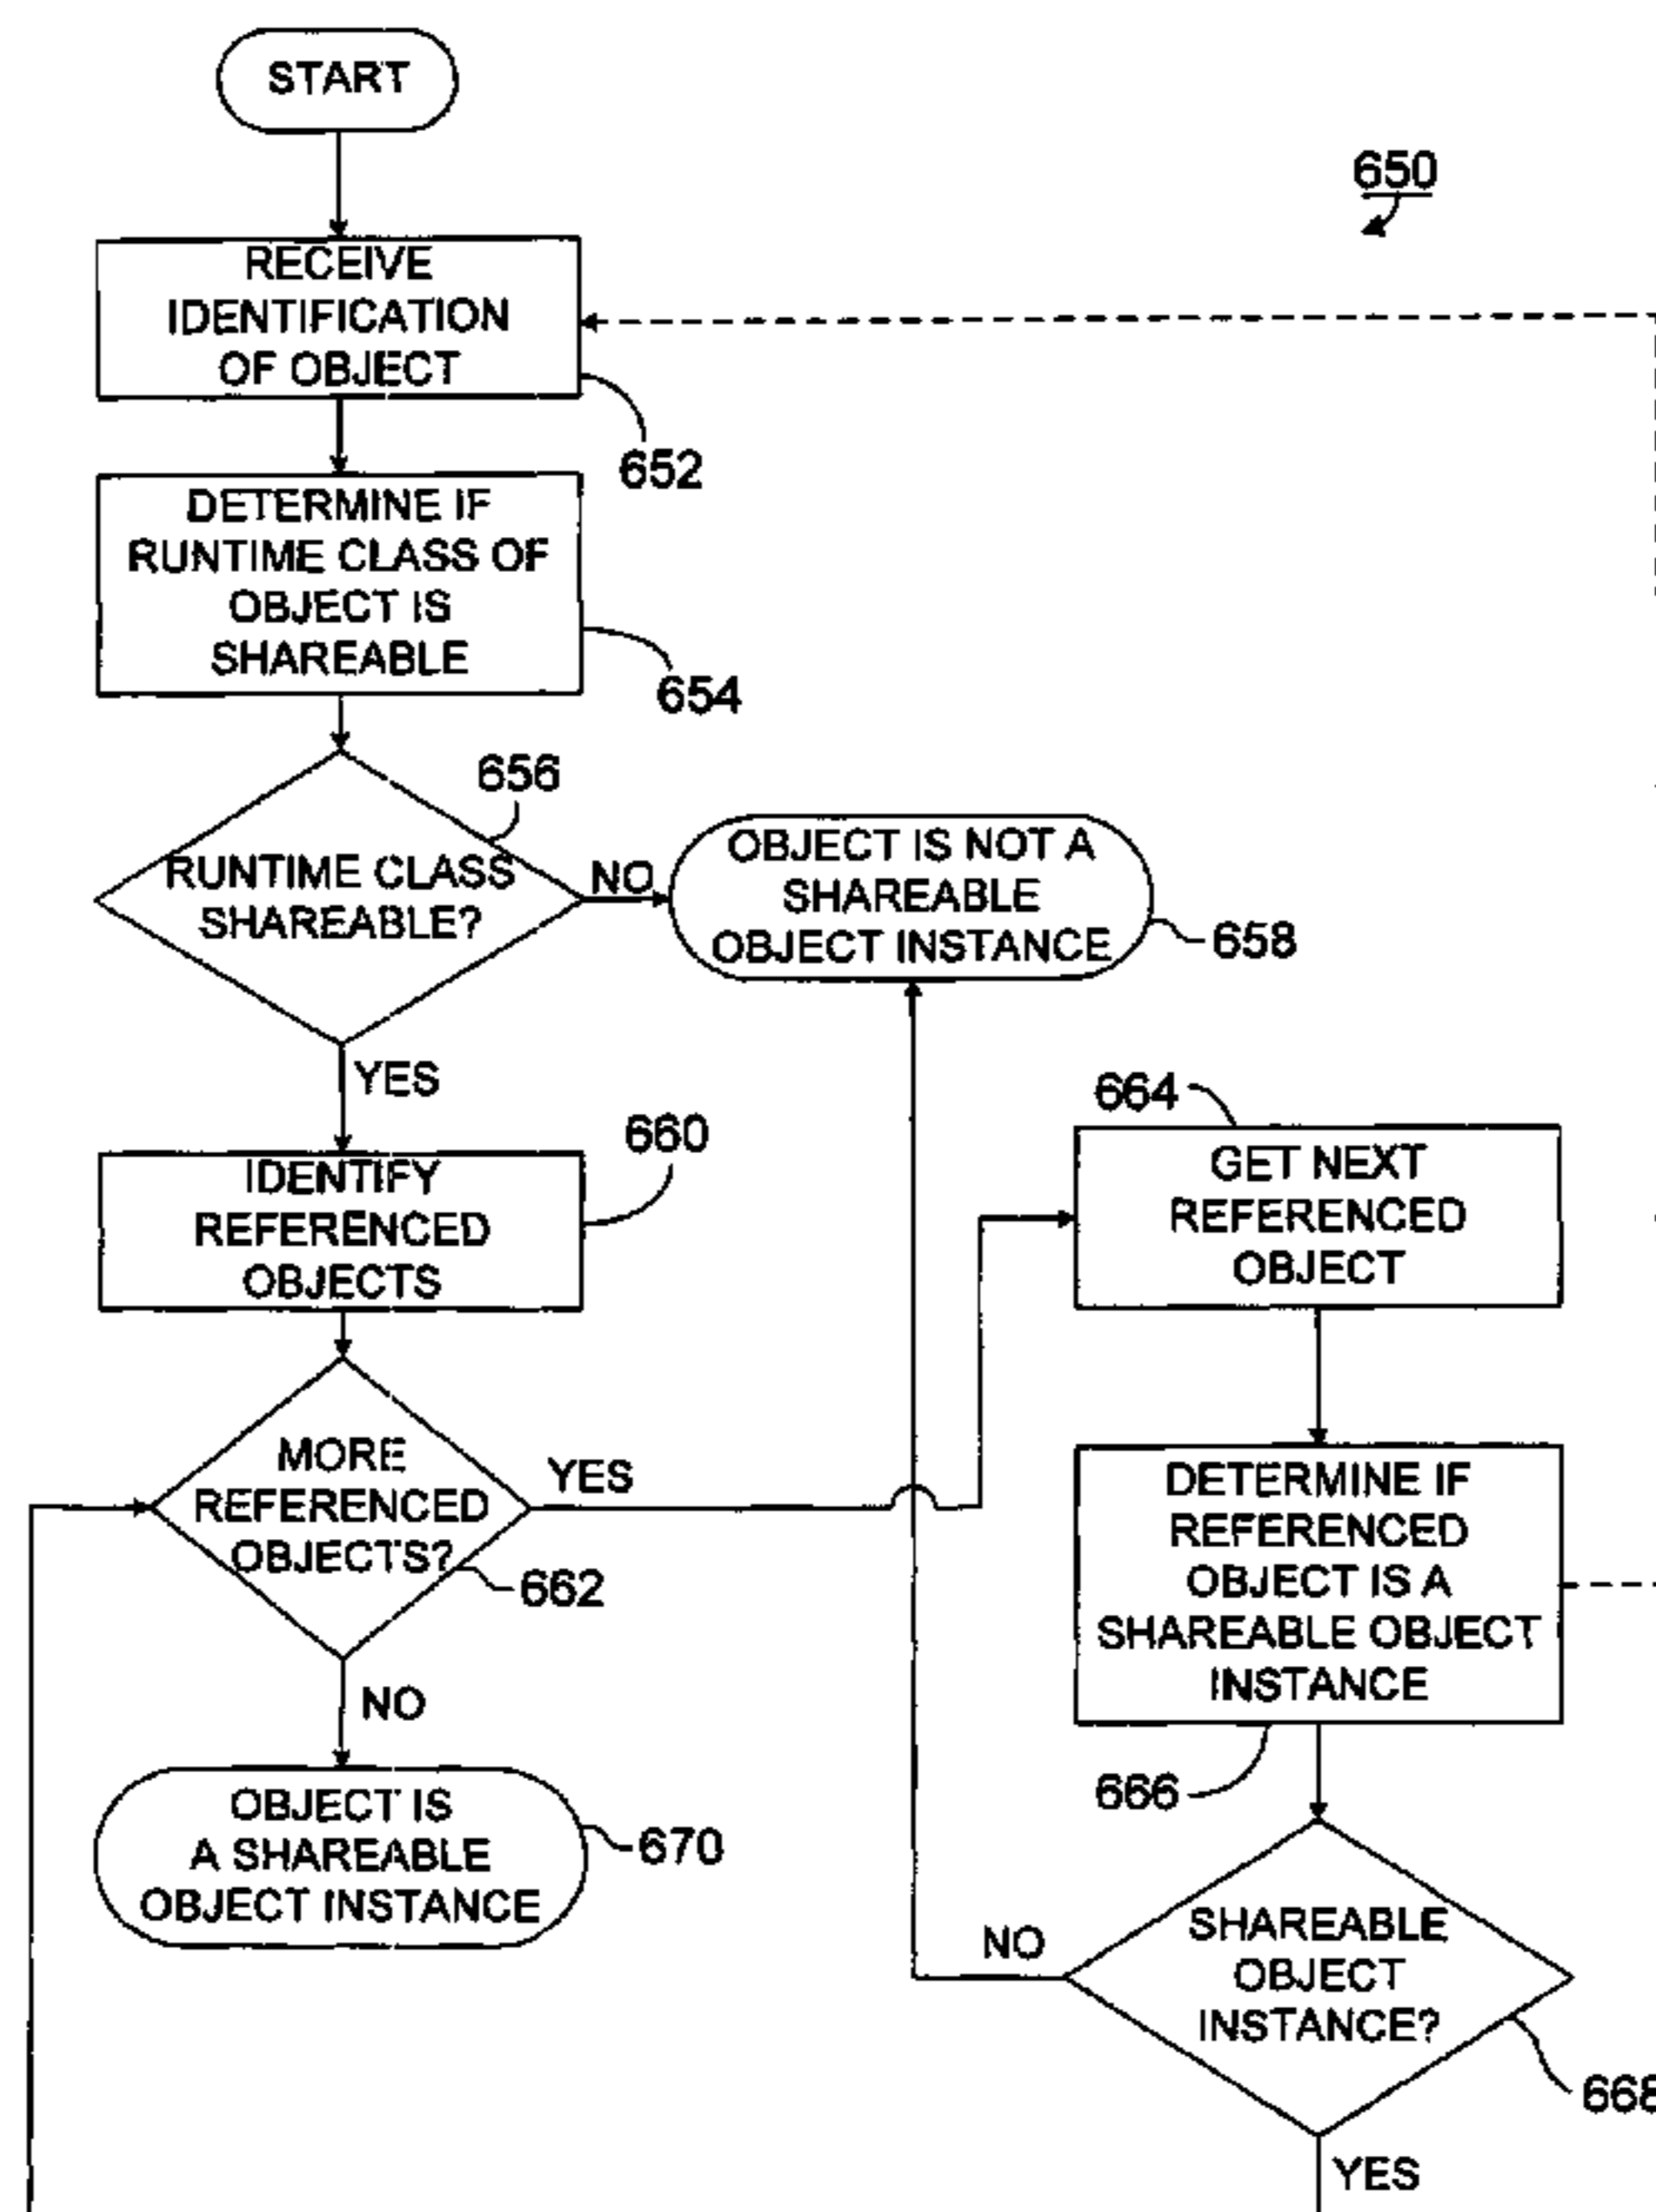 START
650
RECEIVE
IDENTIFICATION
OF OBJECT
652
DETERMINE IF
RUNTIME CLASS OF
OBJECT IS
SHAREABLE
654
656
RUNTIME CLASS
SHAREABLE?
NO
OBJECT IS NOT A
SHAREABLE
OBJECT INSTANCE
658
YES
660
IDENTIFY
REFERENCED
OBJECTS
664
GET NEXT
REFERENCED
OBJECT
MORE
REFERENCED
OBJECTS?
662
YES
DETERMINE IF
REFERENCED
OBJECT IS A
SHAREABLE OBJECT
INSTANCE
666
NO
OBJECT IS
A SHAREABLE
OBJECT INSTANCE
670
NO
SHAREABLE
OBJECT
INSTANCE?
668
YES